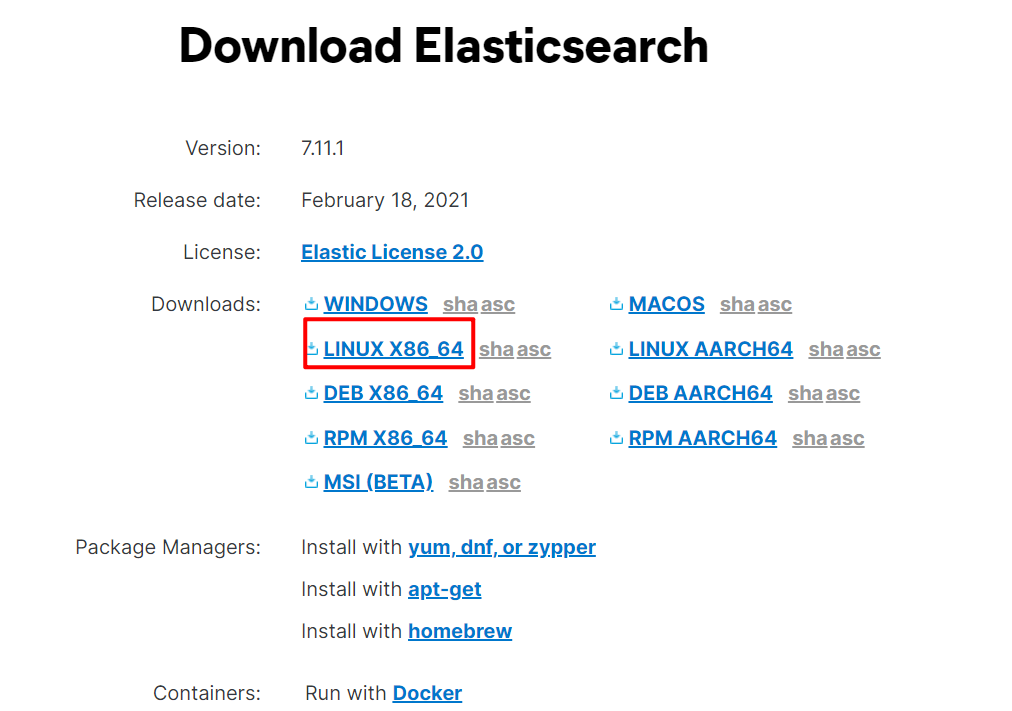 Download Elasticsearch
Version: 7.11.1
Release date: February 18, 2021
License: Elastic License 2.0
Downloads: WINDOWS sha asc MACOS sha asc
LINUX X86_64 sha asc LINUX AARCH64 sha asc
DEB X86_64 sha asc DEB AARCH64 sha asc
RPM X86_64 sha asc RPM AARCH64 sha asc
MSI (BETA) sha asc
Package Managers: Install with yum, dnf, or zypper
Install with apt-get
Install with homebrew
Containers: Run with Docker